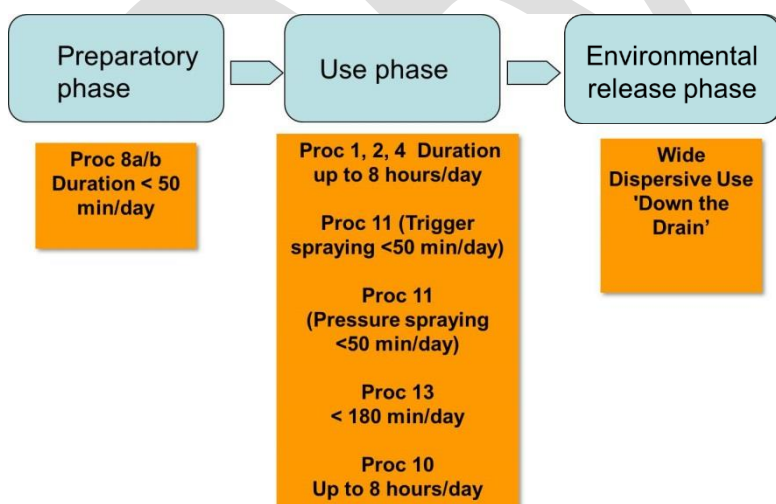 Preparatory
phase
Use phase
Environmental
release phase
Proc 8a/b
Duration < 50
min/day
Proc 1, 2, 4  Duration
up to 8 hours/day
Proc 11 (Trigger
spraying <50 min/day)
Proc 11
(Pressure spraying
<50 min/day)
Proc 13
< 180 min/day
Proc 10
Up to 8 hours/day
Wide
Dispersive Use
'Down the
Drain’